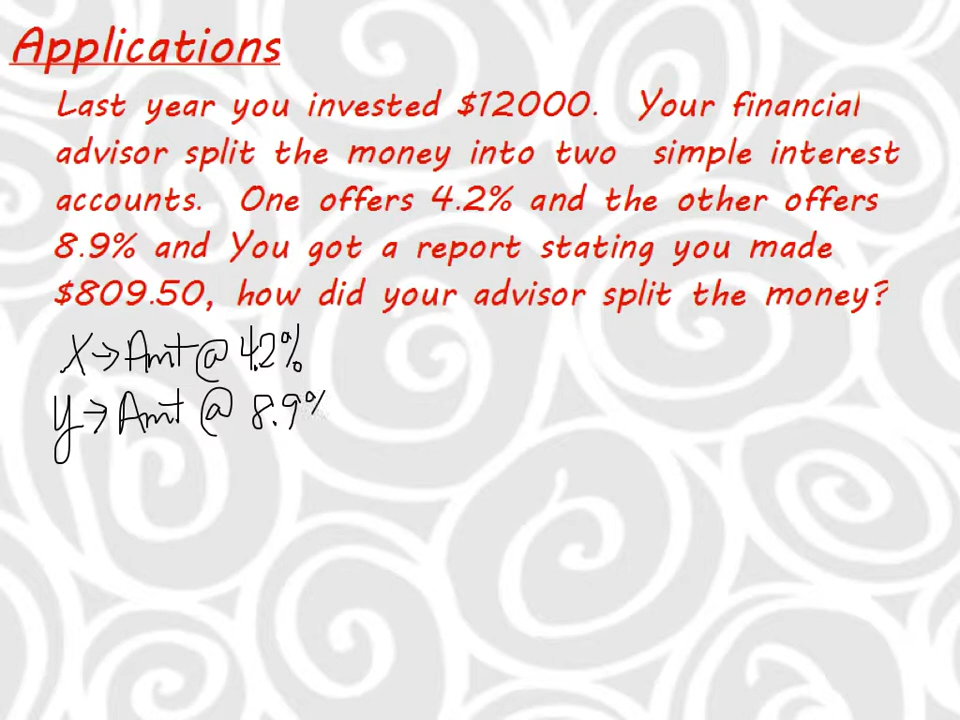 Applications
Last year you invested $12000. Your financial
advisor split the money into two simple interest
accounts. One offers 4.2% and the other offers
8.9% and You got a report stating you made
$809.50, how did your advisor split the money?
X→Amt @ 4.2%
y→Amt @ 8.9%